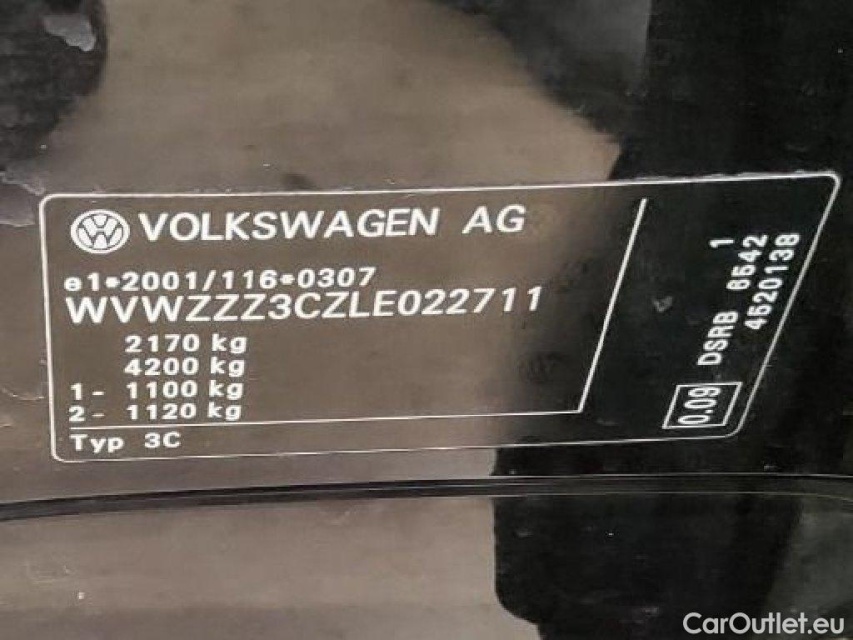 VOLKSWAGEN AG
e1*2001/116*0307
WVWZZZ3CZLE022711
2170 kg
4200 kg
1- 1100 kg
2- 1120 kg
Typ 3C
1
DSRB 6542
4520138
0.09
CarOutlet.eu